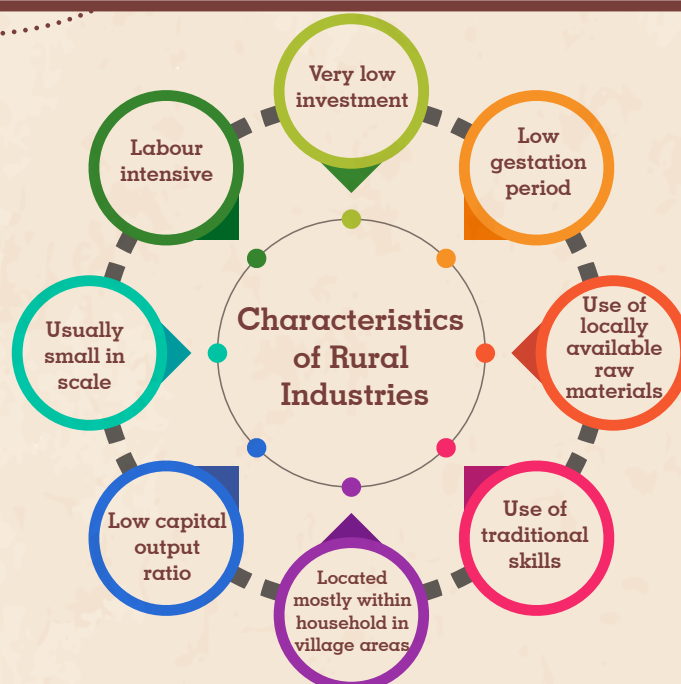 Very low
investment
Low
gestation
period
Use of
locally
available
raw
materials
Use of
traditional
skills
Located
mostly within
household in
village areas
Low capital
output
ratio
Usually
small in
scale
Labour
intensive
Characteristics
of Rural
Industries